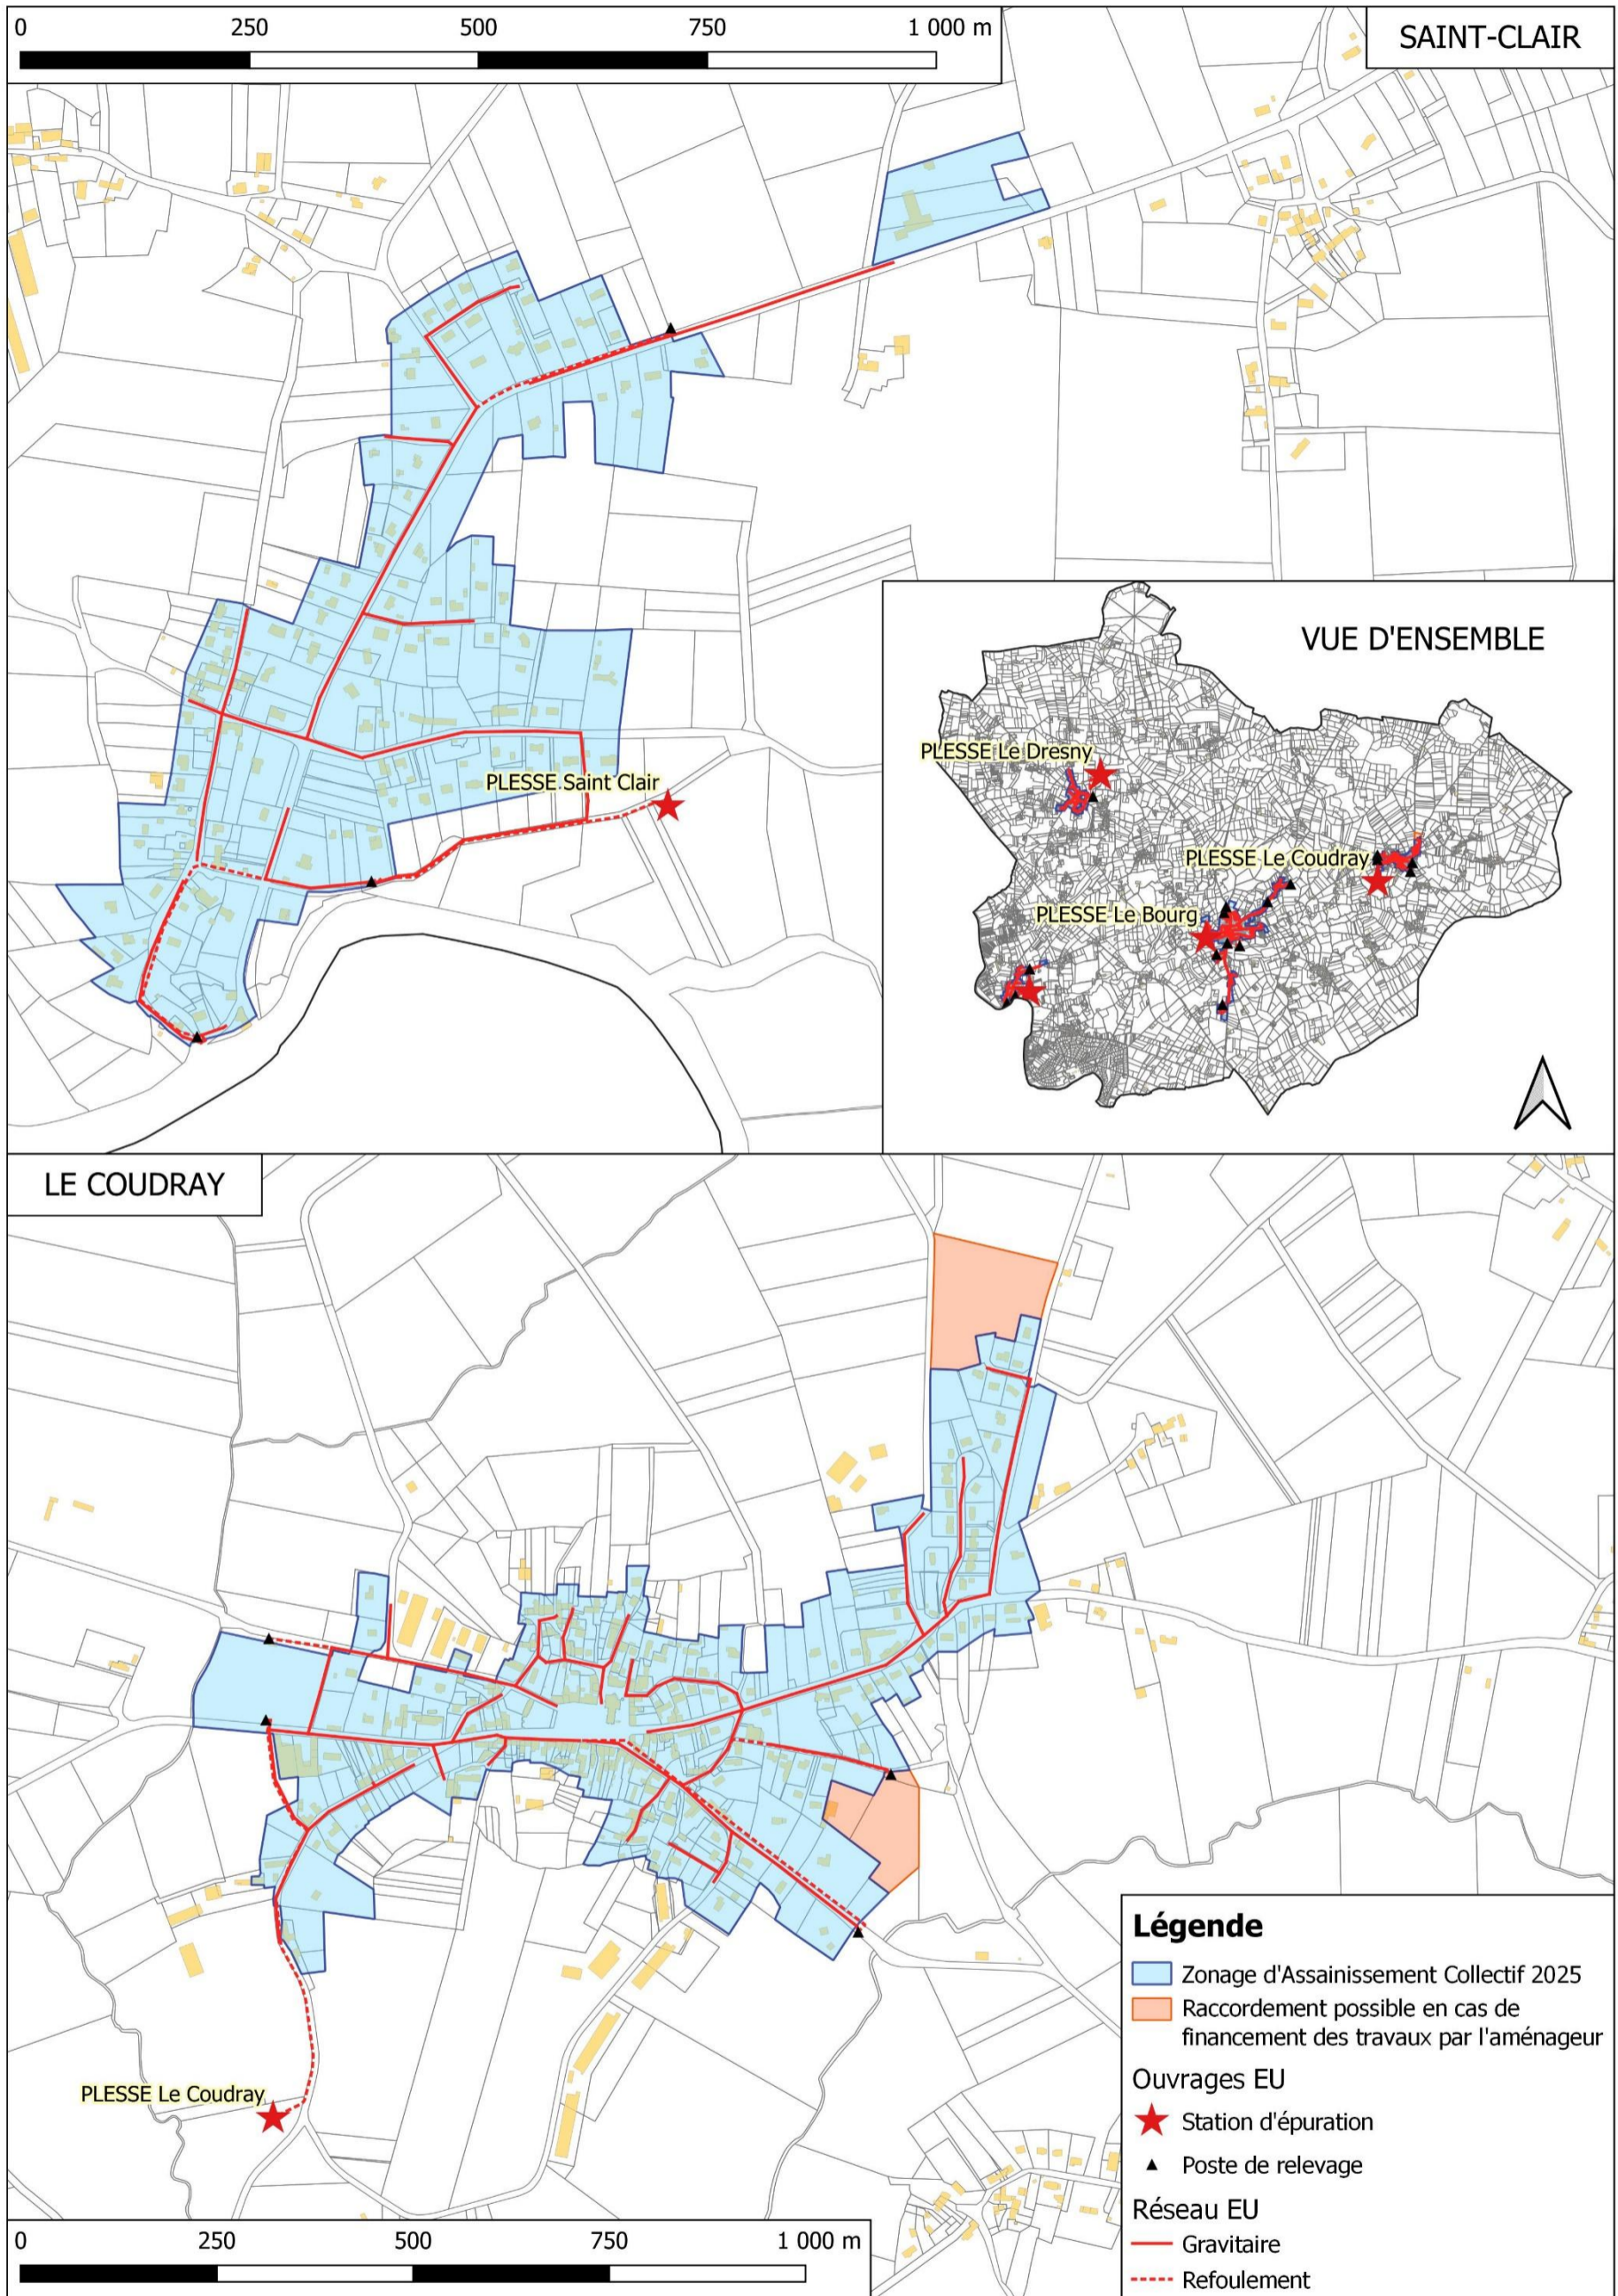 0 250 500 750 1 000 m
SAINT-CLAIR
PLESSE Saint Clair
VUE D'ENSEMBLE
PLESSE Le Dresny
PLESSE Le Coudray
PLESSE Le Bourg
LE COUDRAY
PLESSE Le Coudray
Légende
Zonage d'Assainissement Collectif 2025
Raccordement possible en cas de
financement des travaux par l'aménageur
Ouvrages EU
Station d'épuration
Poste de relevage
Réseau EU
Gravitaire
Refoulement
0 250 500 750 1 000 m